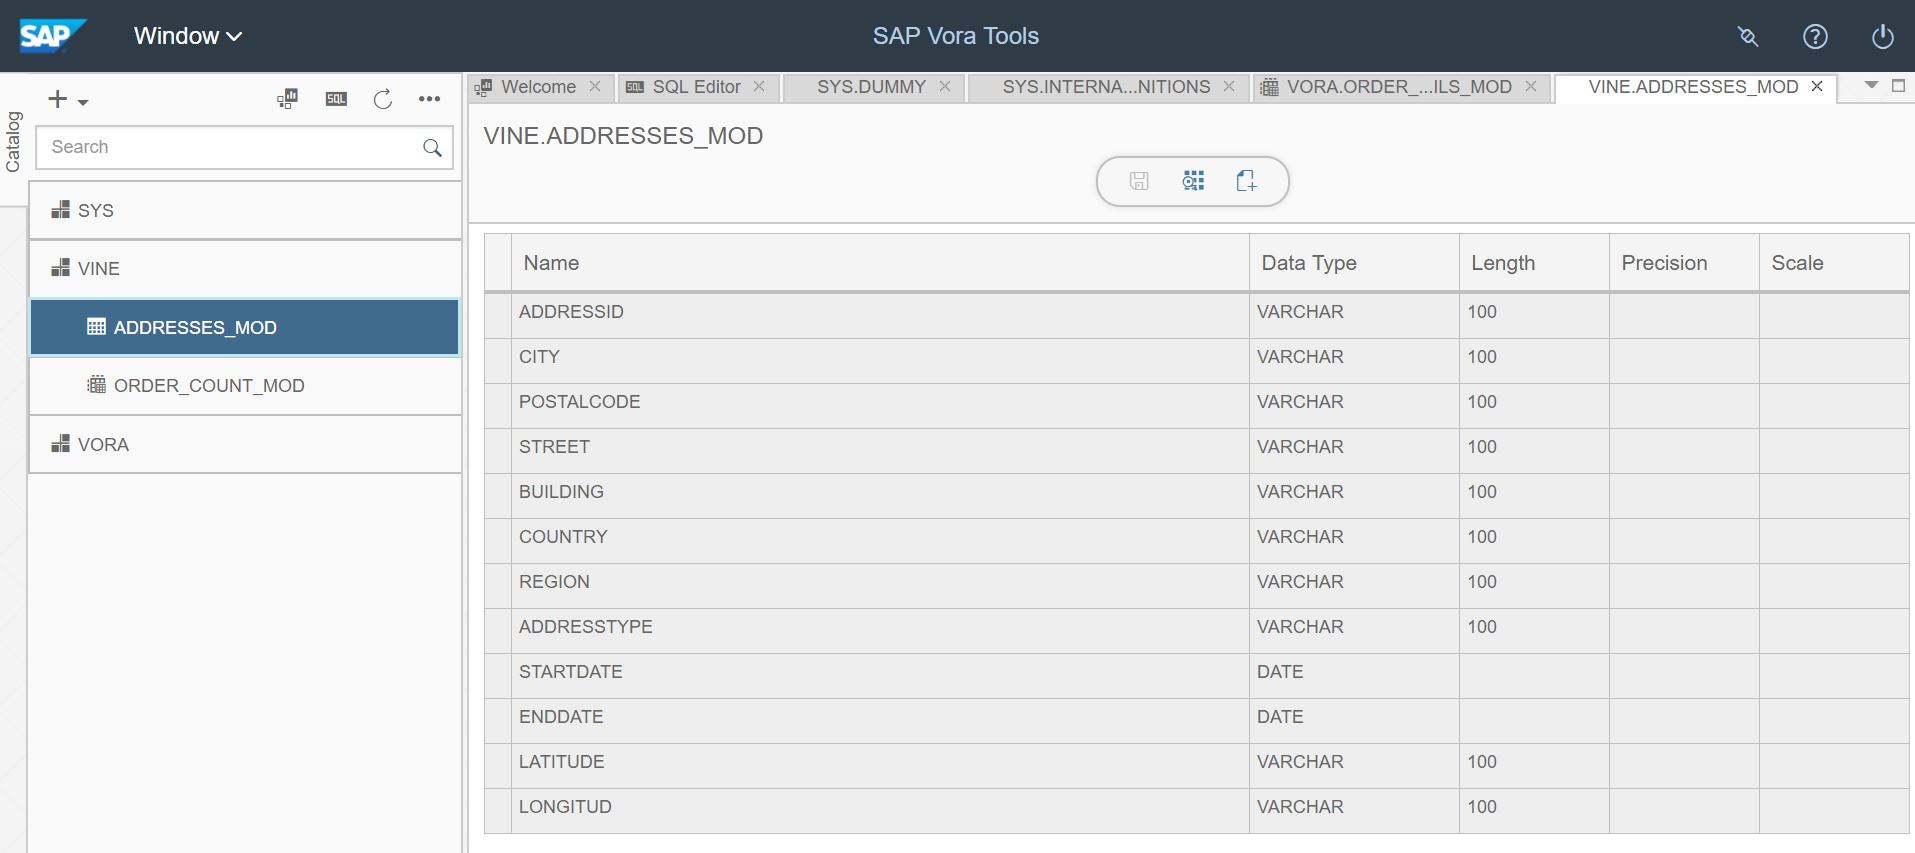 SAP Window SAP Vora Tools
Welcome SQL SQL Editor SYS.DUMMY SYS.INTERNA...NITIONS VORA.ORDER_...ILS_MOD VINE.ADDRESSES_MOD
Catalog
SQL
Search
SYS
VINE
ADDRESSES_MOD
ORDER_COUNT_MOD
VORA
VINE.ADDRESSES_MOD
Name Data Type Length Precision Scale
ADDRESSID VARCHAR 100
CITY VARCHAR 100
POSTALCODE VARCHAR 100
STREET VARCHAR 100
BUILDING VARCHAR 100
COUNTRY VARCHAR 100
REGION VARCHAR 100
ADDRESSTYPE VARCHAR 100
STARTDATE DATE
ENDDATE DATE
LATITUDE VARCHAR 100
LONGITUD VARCHAR 100